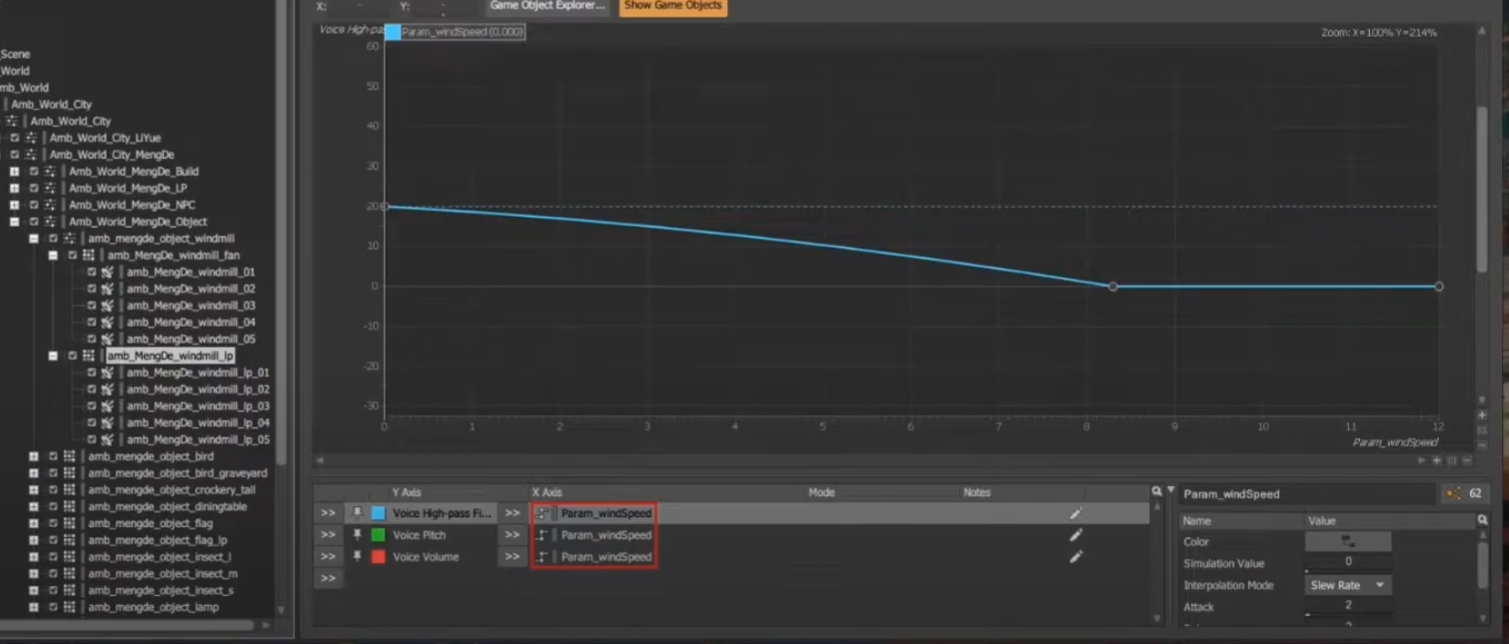 X: - Y: - Game Object Explorer... Show Game Objects
Voice High-pas
Param_windSpeed (0.000)
Zoom: X=100% Y=214%
60
50
40
30
20
10
0
-10
-20
-30
0 1 2 3 4 5 6 7 8 9 10 11 12
Param_windSpeed
_Scene
_World
mb_World
Amb_World_City
Amb_World_City
Amb_World_City_LiYue
Amb_World_City_MengDe
Amb_World_MengDe_Build
Amb_World_MengDe_LP
Amb_World_MengDe_NPC
Amb_World_MengDe_Object
amb_mengde_object_windmill
amb_MengDe_windmill_fan
amb_MengDe_windmill_01
amb_MengDe_windmill_02
amb_MengDe_windmill_03
amb_MengDe_windmill_04
amb_MengDe_windmill_05
amb_MengDe_windmill_lp
amb_MengDe_windmill_lp_01
amb_MengDe_windmill_lp_02
amb_MengDe_windmill_lp_03
amb_MengDe_windmill_lp_04
amb_MengDe_windmill_lp_05
amb_mengde_object_bird
amb_mengde_object_bird_graveyard
amb_mengde_object_crockery_tall
amb_mengde_object_diningtable
amb_mengde_object_flag
amb_mengde_object_flag_lp
amb_mengde_object_insect_l
amb_mengde_object_insect_m
amb_mengde_object_insect_s
amb_mengde_object_lamp
Y Axis X Axis Mode Notes
>> Voice High-pass Fi... >> Param_windSpeed
>> Voice Pitch >> Param_windSpeed
>> Voice Volume >> Param_windSpeed
>>
Param_windSpeed 62
Name Value
Color
Simulation Value 0
Interpolation Mode Slew Rate
Attack 2